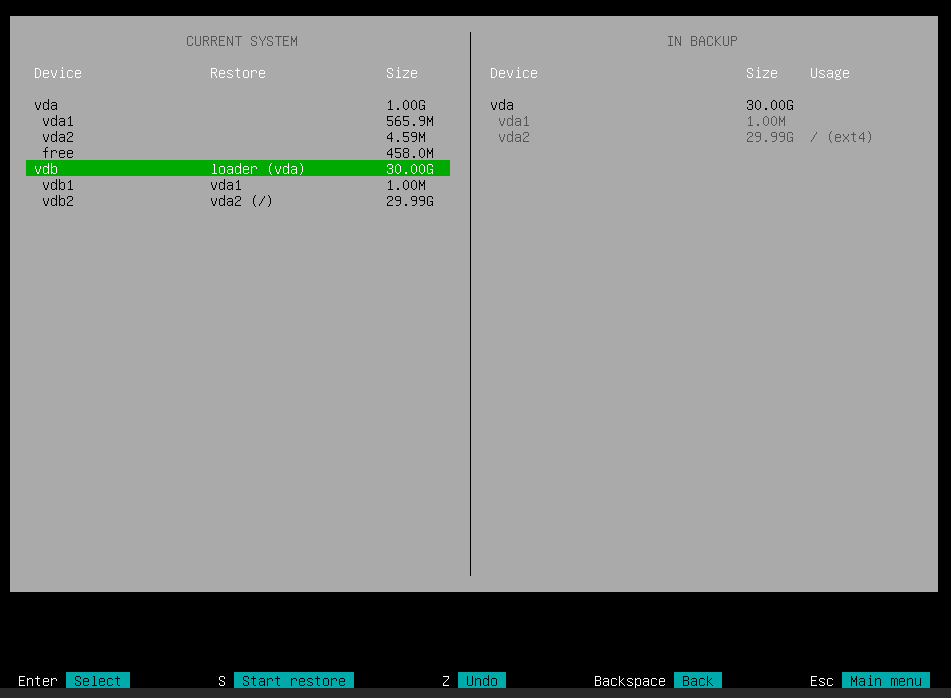 CURRENT SYSTEM IN BACKUP
Device Restore Size Device Size Usage
vda 1.00G vda 30.00G
vda1 565.9M vda1 1.00M
vda2 4.59M vda2 29.99G / (ext4)
free 458.0M
vdb loader (vda) 30.00G
vdb1 vda1 1.00M
vdb2 vda2 (/) 29.99G
Enter Select S Start restore Z Undo Backspace Back Esc Main menu